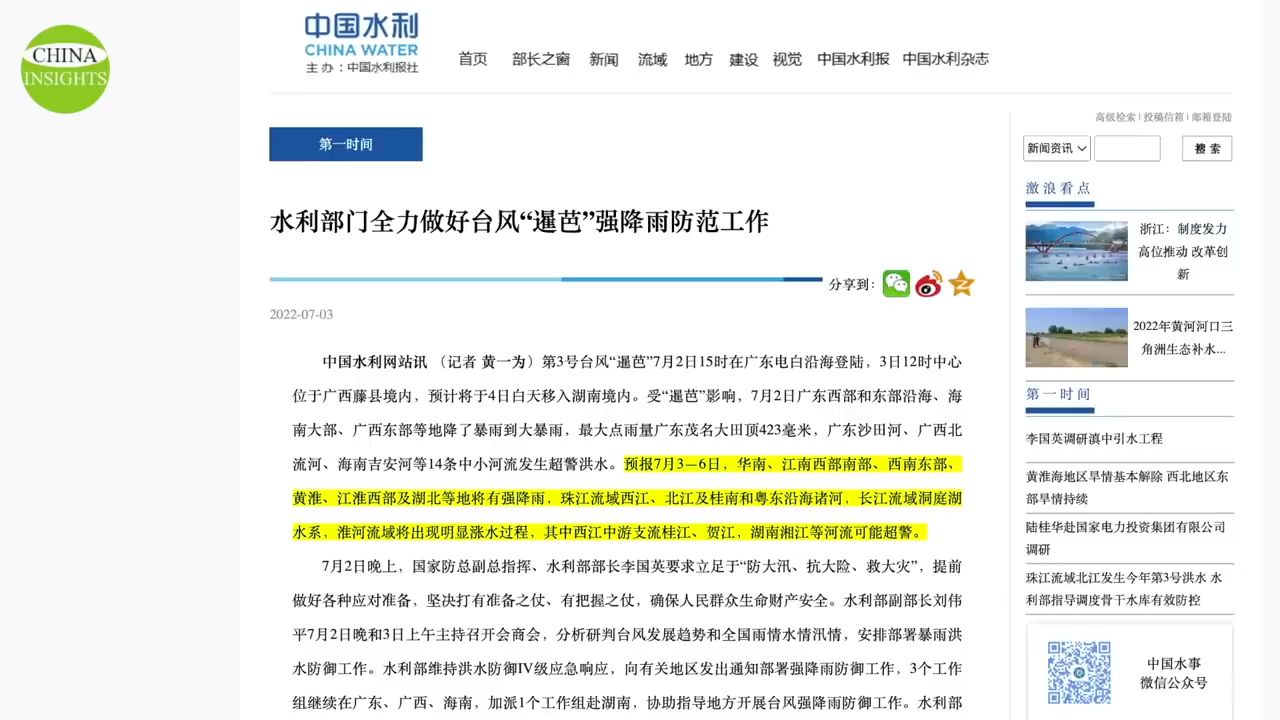 CHINA
INSIGHTS
中国水利
CHINA WATER
主 办 : 中国水利报社
首页 部长之窗 新闻 流域 地方 建设 视觉 中国水利报 中国水利杂志
高级检索 | 投稿信箱 | 邮箱登陆
第一时间
新闻资讯
搜 索
水利部门全力做好台风“暹芭”强降雨防范工作
分享到：
2022-07-03
中国水利网站讯 （记者 黄一为）第3号台风“暹芭”7月2日15时在广东电白沿海登陆，3日12时中心
位于广西藤县境内，预计将于4日白天移入湖南境内。受“暹芭”影响，7月2日广东西部和东部沿海、海
南大部、广西东部等地降了暴雨到大暴雨，最大点雨量广东茂名大田顶423毫米，广东沙田河、广西北
流河、海南吉安河等14条中小河流发生超警洪水。预报7月3—6日，华南、江南西部南部、西南东部、
黄淮、江淮西部及湖北等地将有强降雨，珠江流域西江、北江及桂南和粤东沿海诸河，长江流域洞庭湖
水系，淮河流域将出现明显涨水过程，其中西江中游支流桂江、贺江，湖南湘江等河流可能超警。
7月2日晚上，国家防总副总指挥、水利部部长李国英要求立足于“防大汛、抗大险、救大灾”，提前
做好各种应对准备，坚决打有准备之仗、有把握之仗，确保人民群众生命财产安全。水利部副部长刘伟
平7月2日晚和3日上午主持召开会商会，分析研判台风发展趋势和全国雨情水情汛情，安排部署暴雨洪
水防御工作。水利部维持洪水防御Ⅳ级应急响应，向有关地区发出通知部署强降雨防御工作，3个工作
组继续在广东、广西、海南，加派1个工作组赴湖南，协助指导地方开展台风强降雨防御工作。水利部
激 浪 看 点
浙江：制度发力
高位推动 改革创
新
2022年黄河河口三
角洲生态补水...
第 一 时 间
李国英调研滇中引水工程
黄淮海地区旱情基本解除 西北地区东
部旱情持续
陆桂华赴国家电力投资集团有限公司
调研
珠江流域北江发生今年第3号洪水 水
利部指导调度骨干水库有效防控
中国水事
微信公众号